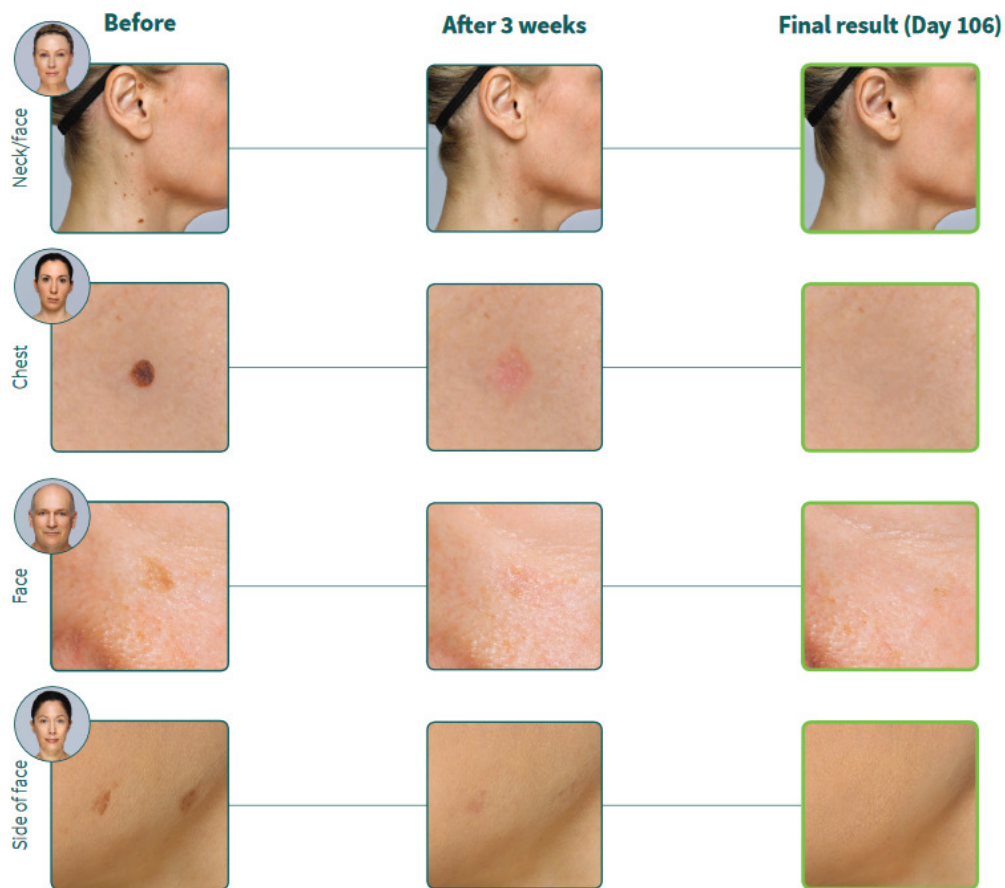 Before
After 3 weeks
Final result (Day 106)
Neck/face
Chest
Face
Side of face